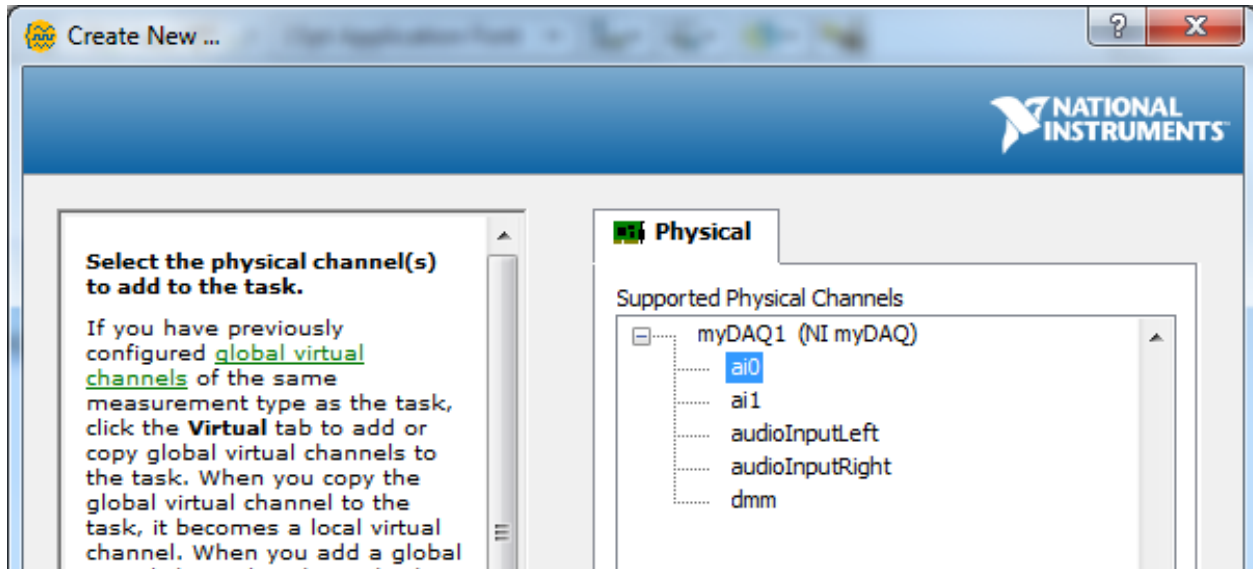 Create New ...
NATIONAL
INSTRUMENTS
Select the physical channel(s)
to add to the task.
If you have previously
configured global virtual
channels of the same
measurement type as the task,
click the Virtual tab to add or
copy global virtual channels to
the task. When you copy the
global virtual channel to the
task, it becomes a local virtual
channel. When you add a global
Physical
Supported Physical Channels
myDAQ1 (NI myDAQ)
ai0
ai1
audioInputLeft
audioInputRight
dmm